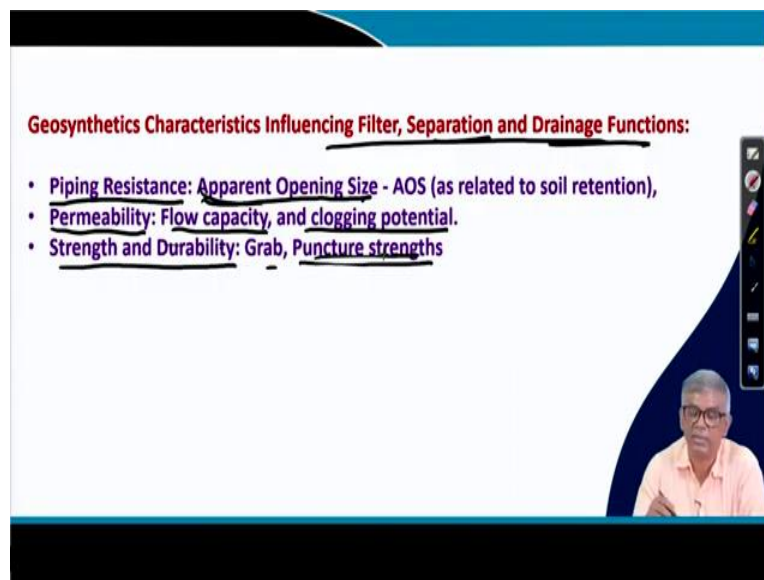 Geosynthetics Characteristics Influencing Filter, Separation and Drainage Functions:
• Piping Resistance: Apparent Opening Size - AOS (as related to soil retention),
• Permeability: Flow capacity, and clogging potential.
• Strength and Durability: Grab, Puncture strengths